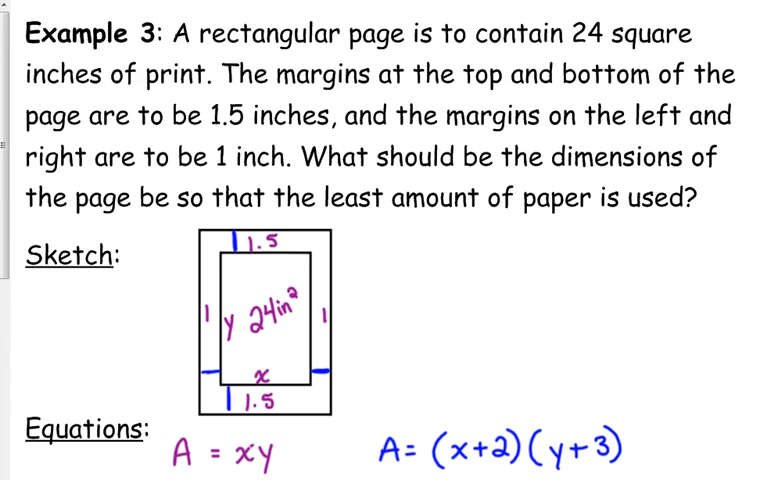 Example 3: A rectangular page is to contain 24 square
inches of print. The margins at the top and bottom of the
page are to be 1.5 inches, and the margins on the left and
right are to be 1 inch. What should be the dimensions of
the page be so that the least amount of paper is used?
Sketch:
1.5
1 y 24in² 1
x
1.5
Equations:
A = xy A = (x+2)(y+3)